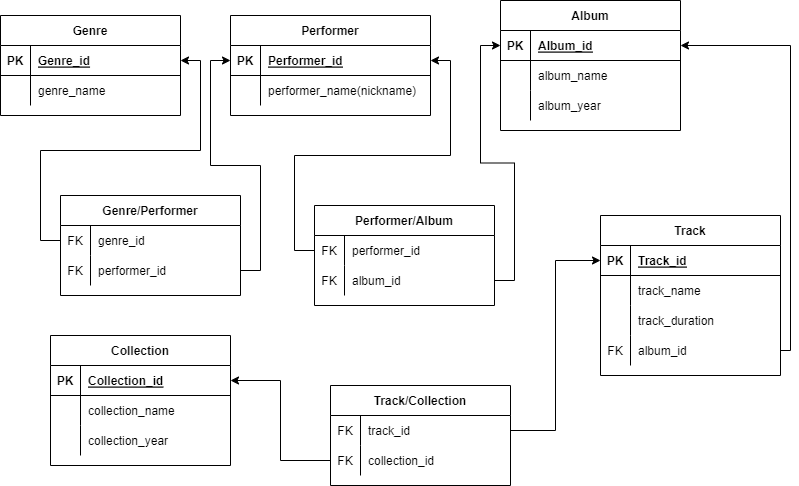 Genre
PK Genre_id
genre_name
Performer
PK Performer_id
performer_name(nickname)
Album
PK Album_id
album_name
album_year
Genre/Performer
FK genre_id
FK performer_id
Performer/Album
FK performer_id
FK album_id
Track
PK Track_id
track_name
track_duration
FK album_id
Collection
PK Collection_id
collection_name
collection_year
Track/Collection
FK track_id
FK collection_id